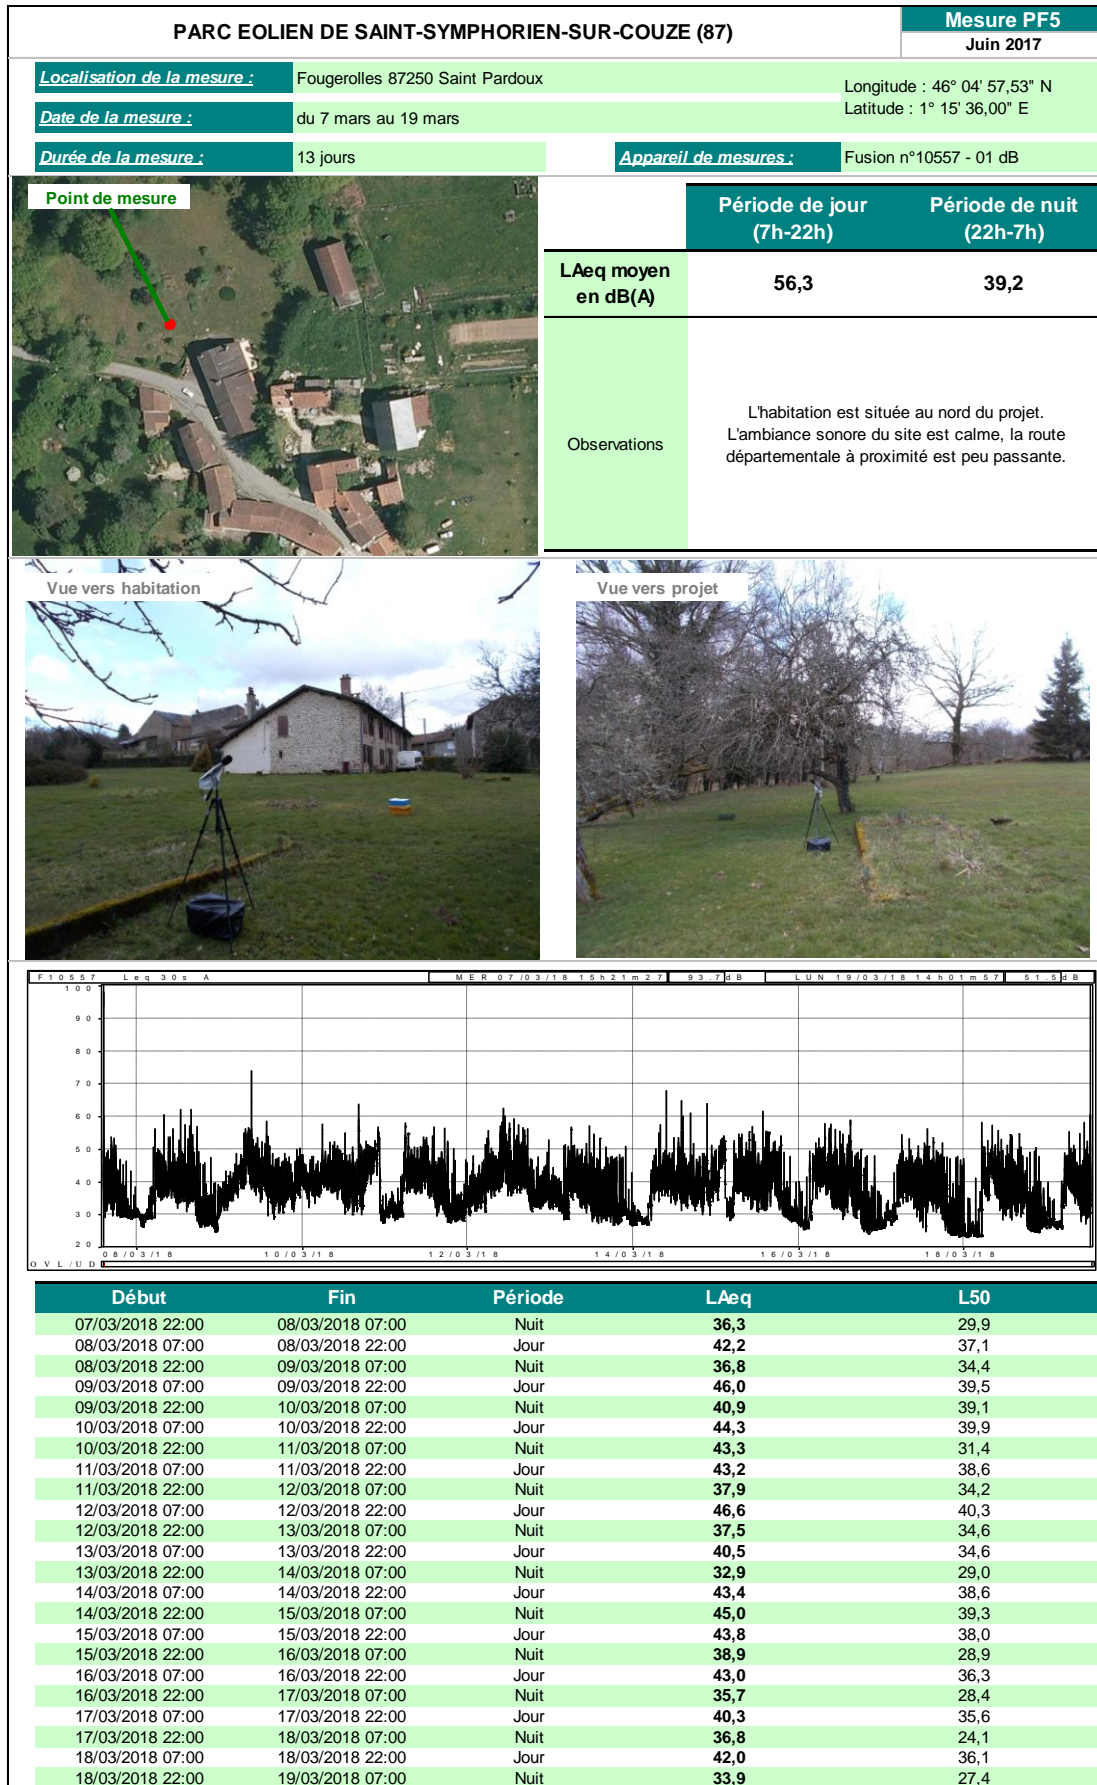 PARC EOLIEN DE SAINT-SYMPHORIEN-SUR-COUZE (87)
Mesure PF5
Juin 2017
Localisation de la mesure :
Fougerolles 87250 Saint Pardoux
Longitude : 46° 04' 57,53" N
Latitude : 1° 15' 36,00" E
Date de la mesure :
du 7 mars au 19 mars
Durée de la mesure :
13 jours
Appareil de mesures :
Fusion n°10557 - 01 dB
Point de mesure
Période de jour
(7h-22h)
Période de nuit
(22h-7h)
LAeq moyen
en dB(A)
56,3
39,2
Observations
L'habitation est située au nord du projet.
L'ambiance sonore du site est calme, la route
départementale à proximité est peu passante.
Vue vers habitation
Vue vers projet
F10557 Leq 30s A MER 07/03/18 15h21m27 93.7dB LUN 19/03/18 14h01m57 51.5dB
100
90
80
70
60
50
40
30
20
08/03/18 10/03/18 12/03/18 14/03/18 16/03/18 18/03/18
OVL/UD
Début Fin Période LAeq L50
07/03/2018 22:00 08/03/2018 07:00 Nuit 36,3 29,9
08/03/2018 07:00 08/03/2018 22:00 Jour 42,2 37,1
08/03/2018 22:00 09/03/2018 07:00 Nuit 36,8 34,4
09/03/2018 07:00 09/03/2018 22:00 Jour 46,0 39,5
09/03/2018 22:00 10/03/2018 07:00 Nuit 40,9 39,1
10/03/2018 07:00 10/03/2018 22:00 Jour 44,3 39,9
10/03/2018 22:00 11/03/2018 07:00 Nuit 43,3 31,4
11/03/2018 07:00 11/03/2018 22:00 Jour 43,2 38,6
11/03/2018 22:00 12/03/2018 07:00 Nuit 37,9 34,2
12/03/2018 07:00 12/03/2018 22:00 Jour 46,6 40,3
12/03/2018 22:00 13/03/2018 07:00 Nuit 37,5 34,6
13/03/2018 07:00 13/03/2018 22:00 Jour 40,5 34,6
13/03/2018 22:00 14/03/2018 07:00 Nuit 32,9 29,0
14/03/2018 07:00 14/03/2018 22:00 Jour 43,4 38,6
14/03/2018 22:00 15/03/2018 07:00 Nuit 45,0 39,3
15/03/2018 07:00 15/03/2018 22:00 Jour 43,8 38,0
15/03/2018 22:00 16/03/2018 07:00 Nuit 38,9 28,9
16/03/2018 07:00 16/03/2018 22:00 Jour 43,0 36,3
16/03/2018 22:00 17/03/2018 07:00 Nuit 35,7 28,4
17/03/2018 07:00 17/03/2018 22:00 Jour 40,3 35,6
17/03/2018 22:00 18/03/2018 07:00 Nuit 36,8 24,1
18/03/2018 07:00 18/03/2018 22:00 Jour 42,0 36,1
18/03/2018 22:00 19/03/2018 07:00 Nuit 33,9 27,4